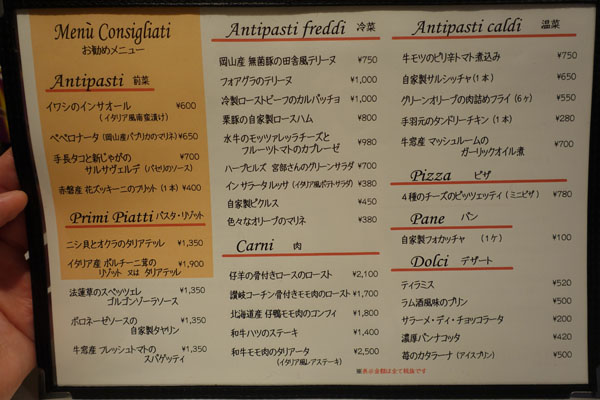 Menù Consigliati
お勧めメニュー
Antipasti 前菜
イワシのインサオール ¥600
(イタリア風南蛮漬け)
ペペロナータ (岡山産パプリカのマリネ) ¥650
手長タコと新じゃがの ¥700
サルサヴェルデ (パセリのソース)
赤磐産 花ズッキーニのフリット (1本) ¥400
Primi Piatti パスタ・リゾット
ニシ貝とオクラのタリアテッレ ¥1,350
イタリア産 ポルチーニ茸の ¥1,900
リゾット 又は タリアテッレ
法蓮草のスペッツェレ ¥1,350
ゴルゴンゾーラソース
ボロネーゼソースの ¥1,350
自家製タヤリン
牛窓産 フレッシュトマトの ¥1,350
スパゲッティ
Antipasti freddi 冷菜
岡山産 無菌豚の田舎風テリーヌ ¥750
フォアグラのテリーヌ ¥1,000
冷製ローストビーフのカルパッチョ ¥1,000
栗豚の自家製ロースハム ¥800
水牛のモッツァレッラチーズと ¥980
フルーツトマトのカプレーゼ
ハーブヒルズ 宮部さんのグリーンサラダ ¥700
インサラータ ルッサ (イタリア風ポテトサラダ) ¥380
自家製ピクルス ¥450
色々なオリーブのマリネ ¥380
Carni 肉
仔羊の骨付きロースのロースト ¥2,100
讃岐コーチン骨付きモモ肉のロースト ¥1,700
北海道産 仔鴨モモ肉のコンフィ ¥1,800
和牛ハツのステーキ ¥1,400
和牛モモ肉のタリアータ ¥2,500
(イタリア風レアステーキ)
Antipasti caldi 温菜
牛モツのピリ辛トマト煮込み ¥750
自家製サルシッチャ (1本) ¥650
グリーンオリーブの肉詰めフライ (6ヶ) ¥550
手羽元のタンドリーチキン (1本) ¥280
牛窓産 マッシュルームの ¥700
ガーリックオイル煮
Pizza ピザ
4種のチーズのピッツェッティ (ミニピザ) ¥780
Pane パン
自家製フォカッチャ (1ケ) ¥100
Dolci デザート
ティラミス ¥520
ラム酒風味のプリン ¥500
サラーメ・ディ・チョッコラータ ¥200
濃厚パンナコッタ ¥420
苺のカタラーナ (アイスプリン) ¥500
※表示金額は全て税抜です